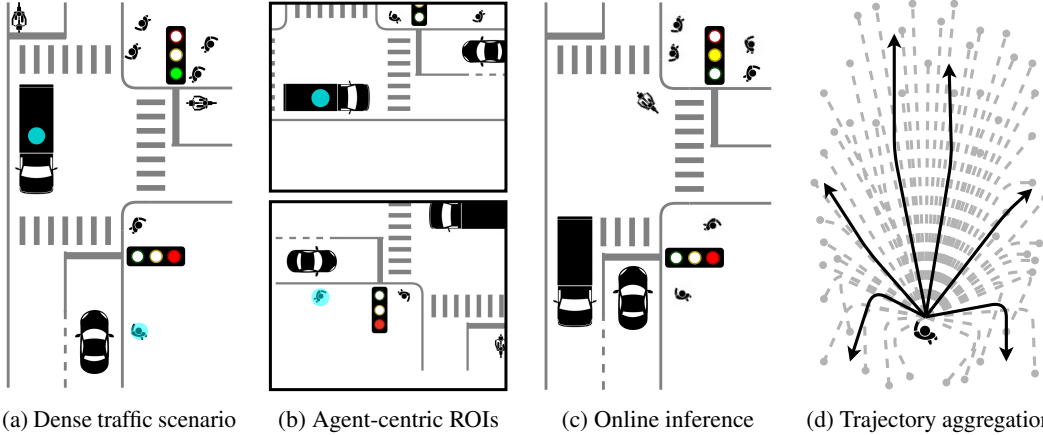 (a) Dense traffic scenario
(b) Agent-centric ROIs
(c) Online inference
(d) Trajectory aggregation